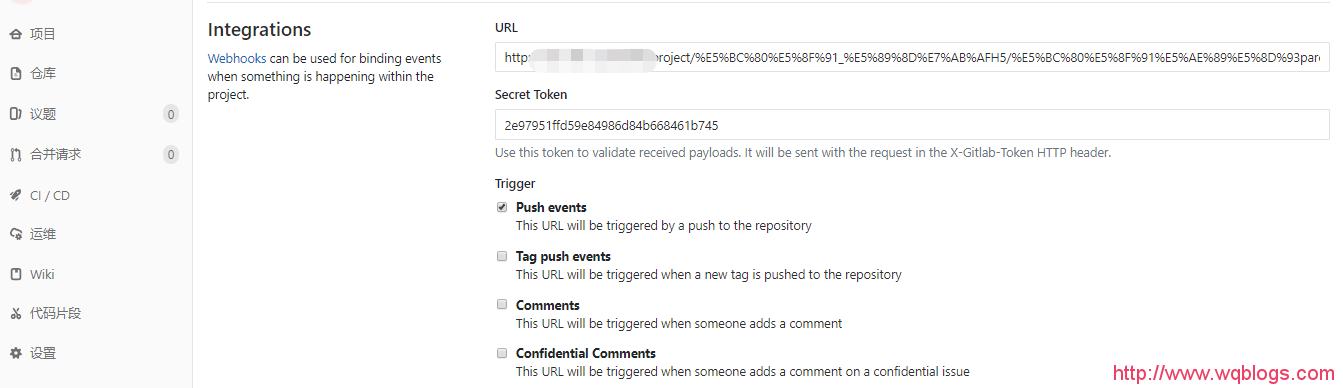 项目
仓库
议题 0
合并请求 0
CI / CD
运维
Wiki
代码片段
设置
Integrations
Webhooks can be used for binding events
when something is happening within the
project.
URL
http: project/%E5%BC%80%E5%8F%91_%E5%89%8D%E7%AB%AFH5/%E5%BC%80%E5%8F%91%E5%AE%89%E5%8D%93pare
Secret Token
2e97951ffd59e84986d84b668461b745
Use this token to validate received payloads. It will be sent with the request in the X-Gitlab-Token HTTP header.
Trigger
Push events
This URL will be triggered by a push to the repository
Tag push events
This URL will be triggered when a new tag is pushed to the repository
Comments
This URL will be triggered when someone adds a comment
Confidential Comments
This URL will be triggered when someone adds a comment on a confidential issue
http://www.wqblogs.com